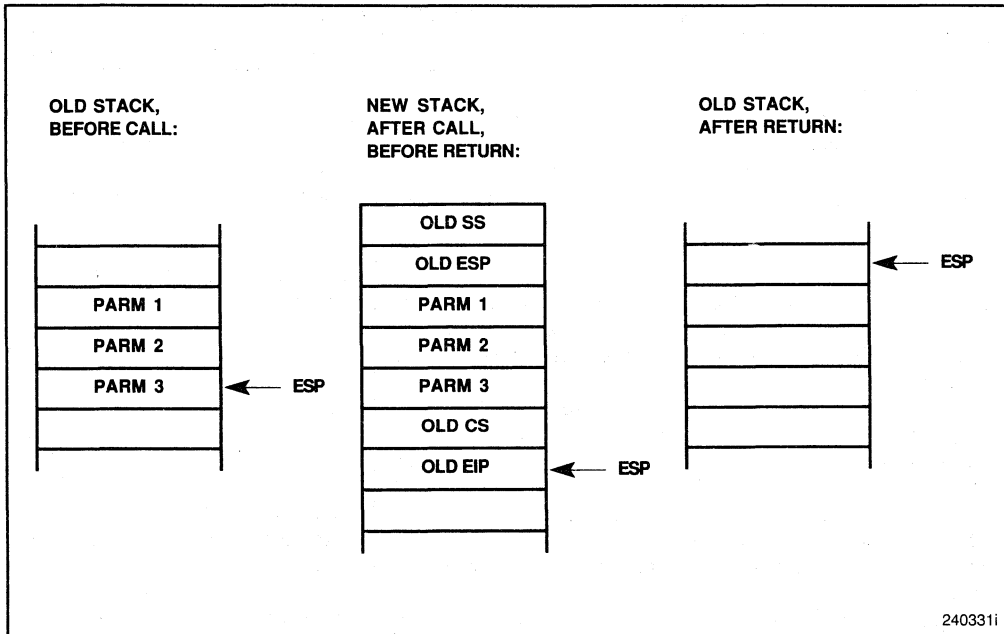 OLD STACK,
BEFORE CALL:
PARM 1
PARM 2
PARM 3
ESP
NEW STACK,
AFTER CALL,
BEFORE RETURN:
OLD SS
OLD ESP
PARM 1
PARM 2
PARM 3
OLD CS
OLD EIP
ESP
OLD STACK,
AFTER RETURN:
ESP
240331i